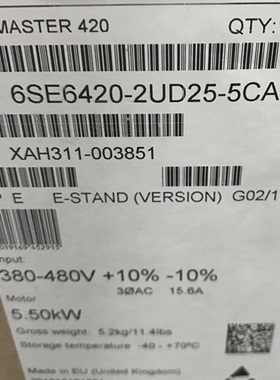 MASTER 420 QTY:
6SE6420-2UD25-5CA
XAH311-003851
E E-STAND (VERSION) G02/1
nput:
380-480V +10% -10%
3ØAC 15.6A
Motor
5.50kW
Gross weight: 5.2kg/11.4lbs
Storage temperature -40 - +70°C
Made in EU (United Kingdom)